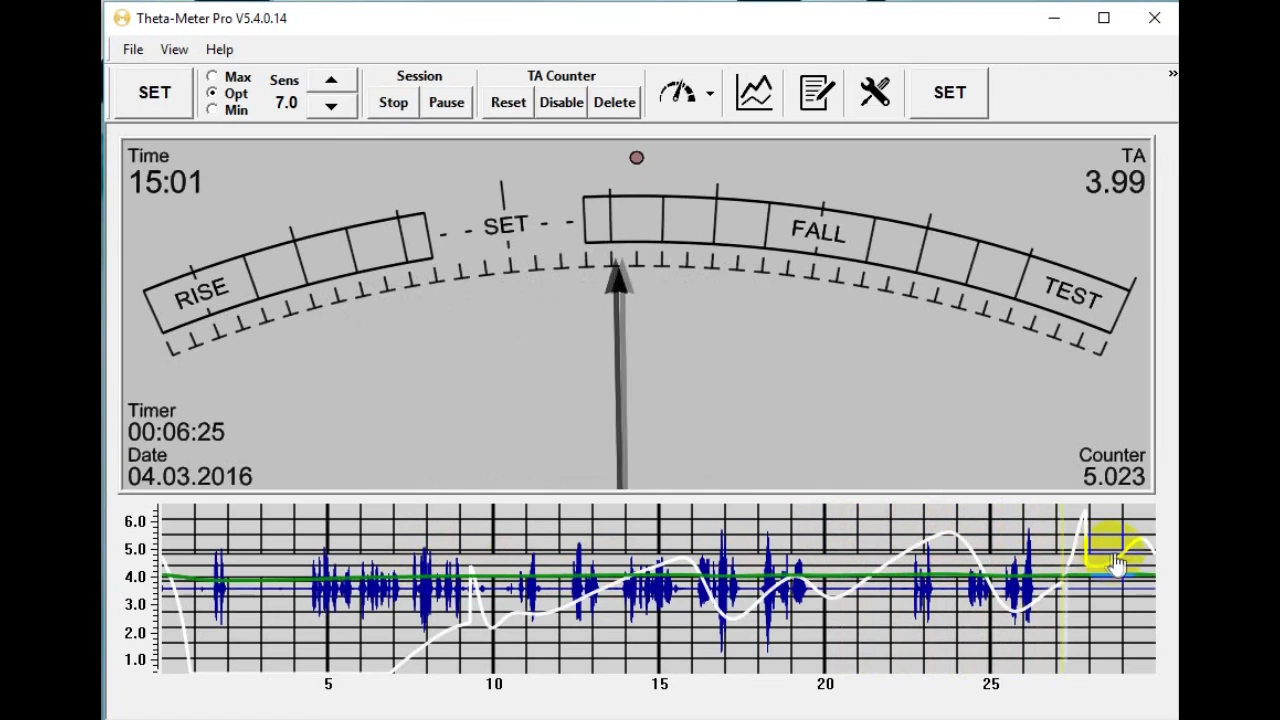 Theta-Meter Pro V5.4.0.14
File View Help
SET
Max
Opt
Min
Sens
7.0
Session
Stop Pause
TA Counter
Reset Disable Delete
SET
»
Time
15:01
TA
3.99
RISE
SET
FALL
TEST
Timer
00:06:25
Date
04.03.2016
Counter
5.023
6.0
5.0
4.0
3.0
2.0
1.0
5 10 15 20 25